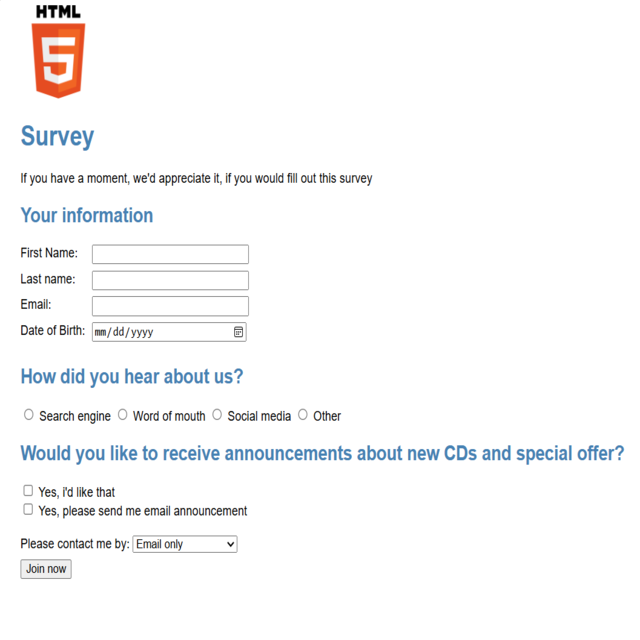 HTML
5
Survey
If you have a moment, we'd appreciate it, if you would fill out this survey
Your information
First Name:
Last name:
Email:
Date of Birth: mm/dd/yyyy
How did you hear about us?
Search engine Word of mouth Social media Other
Would you like to receive announcements about new CDs and special offer?
Yes, i'd like that
Yes, please send me email announcement
Please contact me by: Email only
Join now